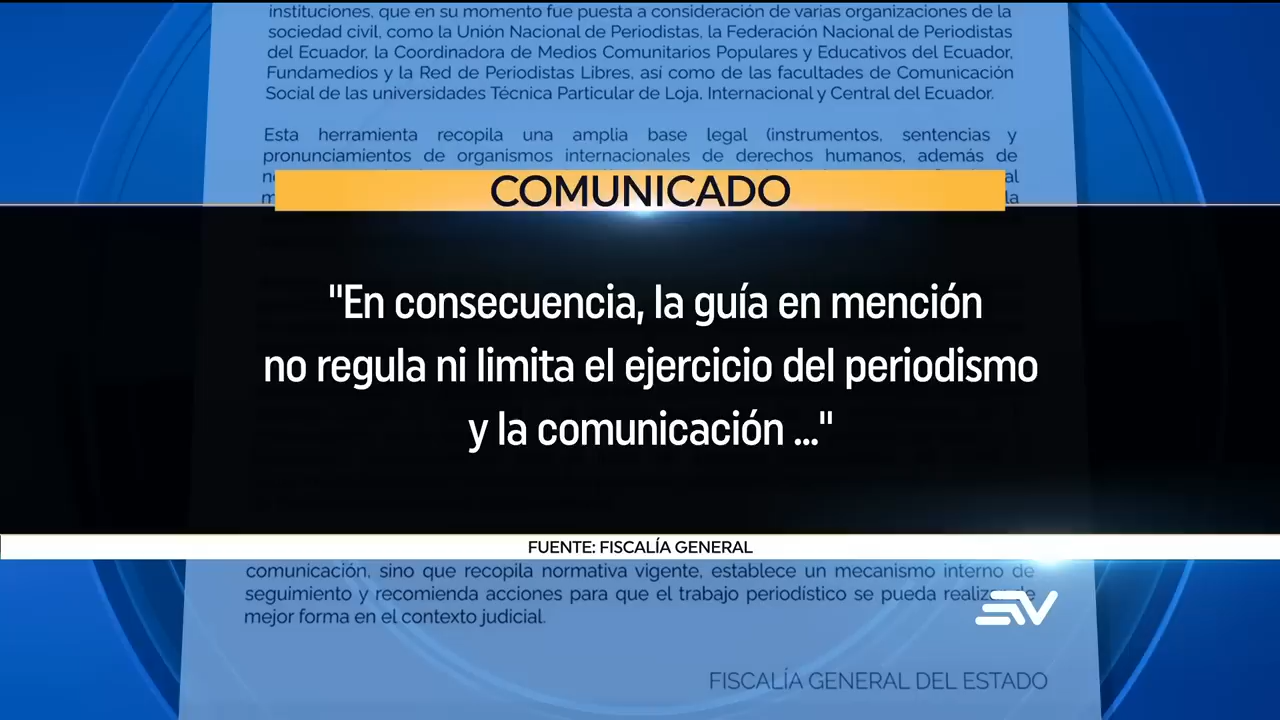 instituciones, que en su momento fue puesta a consideración de varias organizaciones de la
sociedad civil, como la Unión Nacional de Periodistas, la Federación Nacional de Periodistas
del Ecuador, la Coordinadora de Medios Comunitarios Populares y Educativos del Ecuador,
Fundamedios y la Red de Periodistas Libres, así como de las facultades de Comunicación
Social de las universidades Técnica Particular de Loja, Internacional y Central del Ecuador.
Esta herramienta recopila una amplia base legal (instrumentos, sentencias y
pronunciamientos de organismos internacionales de derechos humanos, además de
COMUNICADO
"En consecuencia, la guía en mención
no regula ni limita el ejercicio del periodismo
y la comunicación ..."
FUENTE: FISCALÍA GENERAL
comunicación, sino que recopila normativa vigente, establece un mecanismo interno de
seguimiento y recomienda acciones para que el trabajo periodístico se pueda realizar de
mejor forma en el contexto judicial.
FISCALÍA GENERAL DEL ESTADO